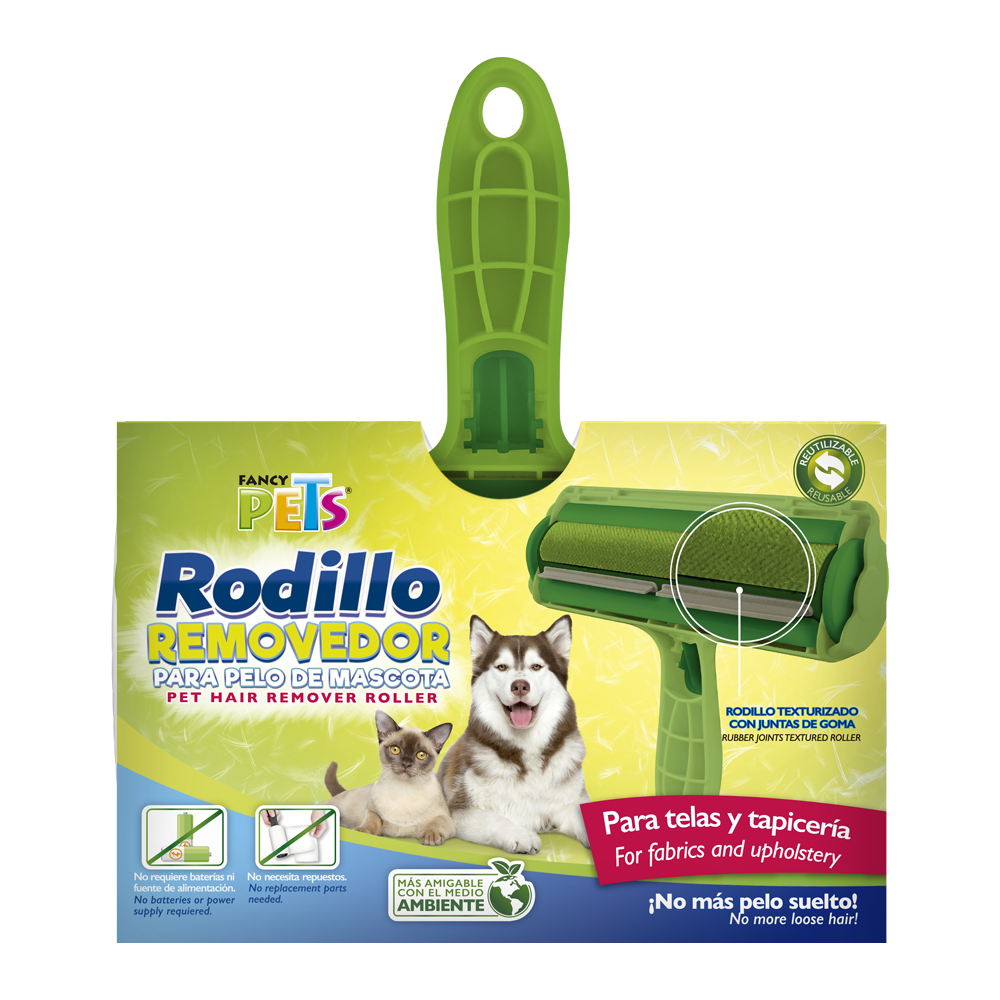 FANCY
PETS®
Rodillo
REMOVEDOR
PARA PELO DE MASCOTA
PET HAIR REMOVER ROLLER
REUTILIZABLE
REUSABLE
RODILLO TEXTURIZADO
CON JUNTAS DE GOMA
RUBBER JOINTS TEXTURED ROLLER
Para telas y tapicería
For fabrics and upholstery
No requiere baterías ni
fuente de alimentación.
No batteries or power
supply requiered.
No necesita repuestos.
No replacement parts
needed.
MÁS AMIGABLE
CON EL MEDIO
AMBIENTE
¡No más pelo suelto!
No more loose hair!